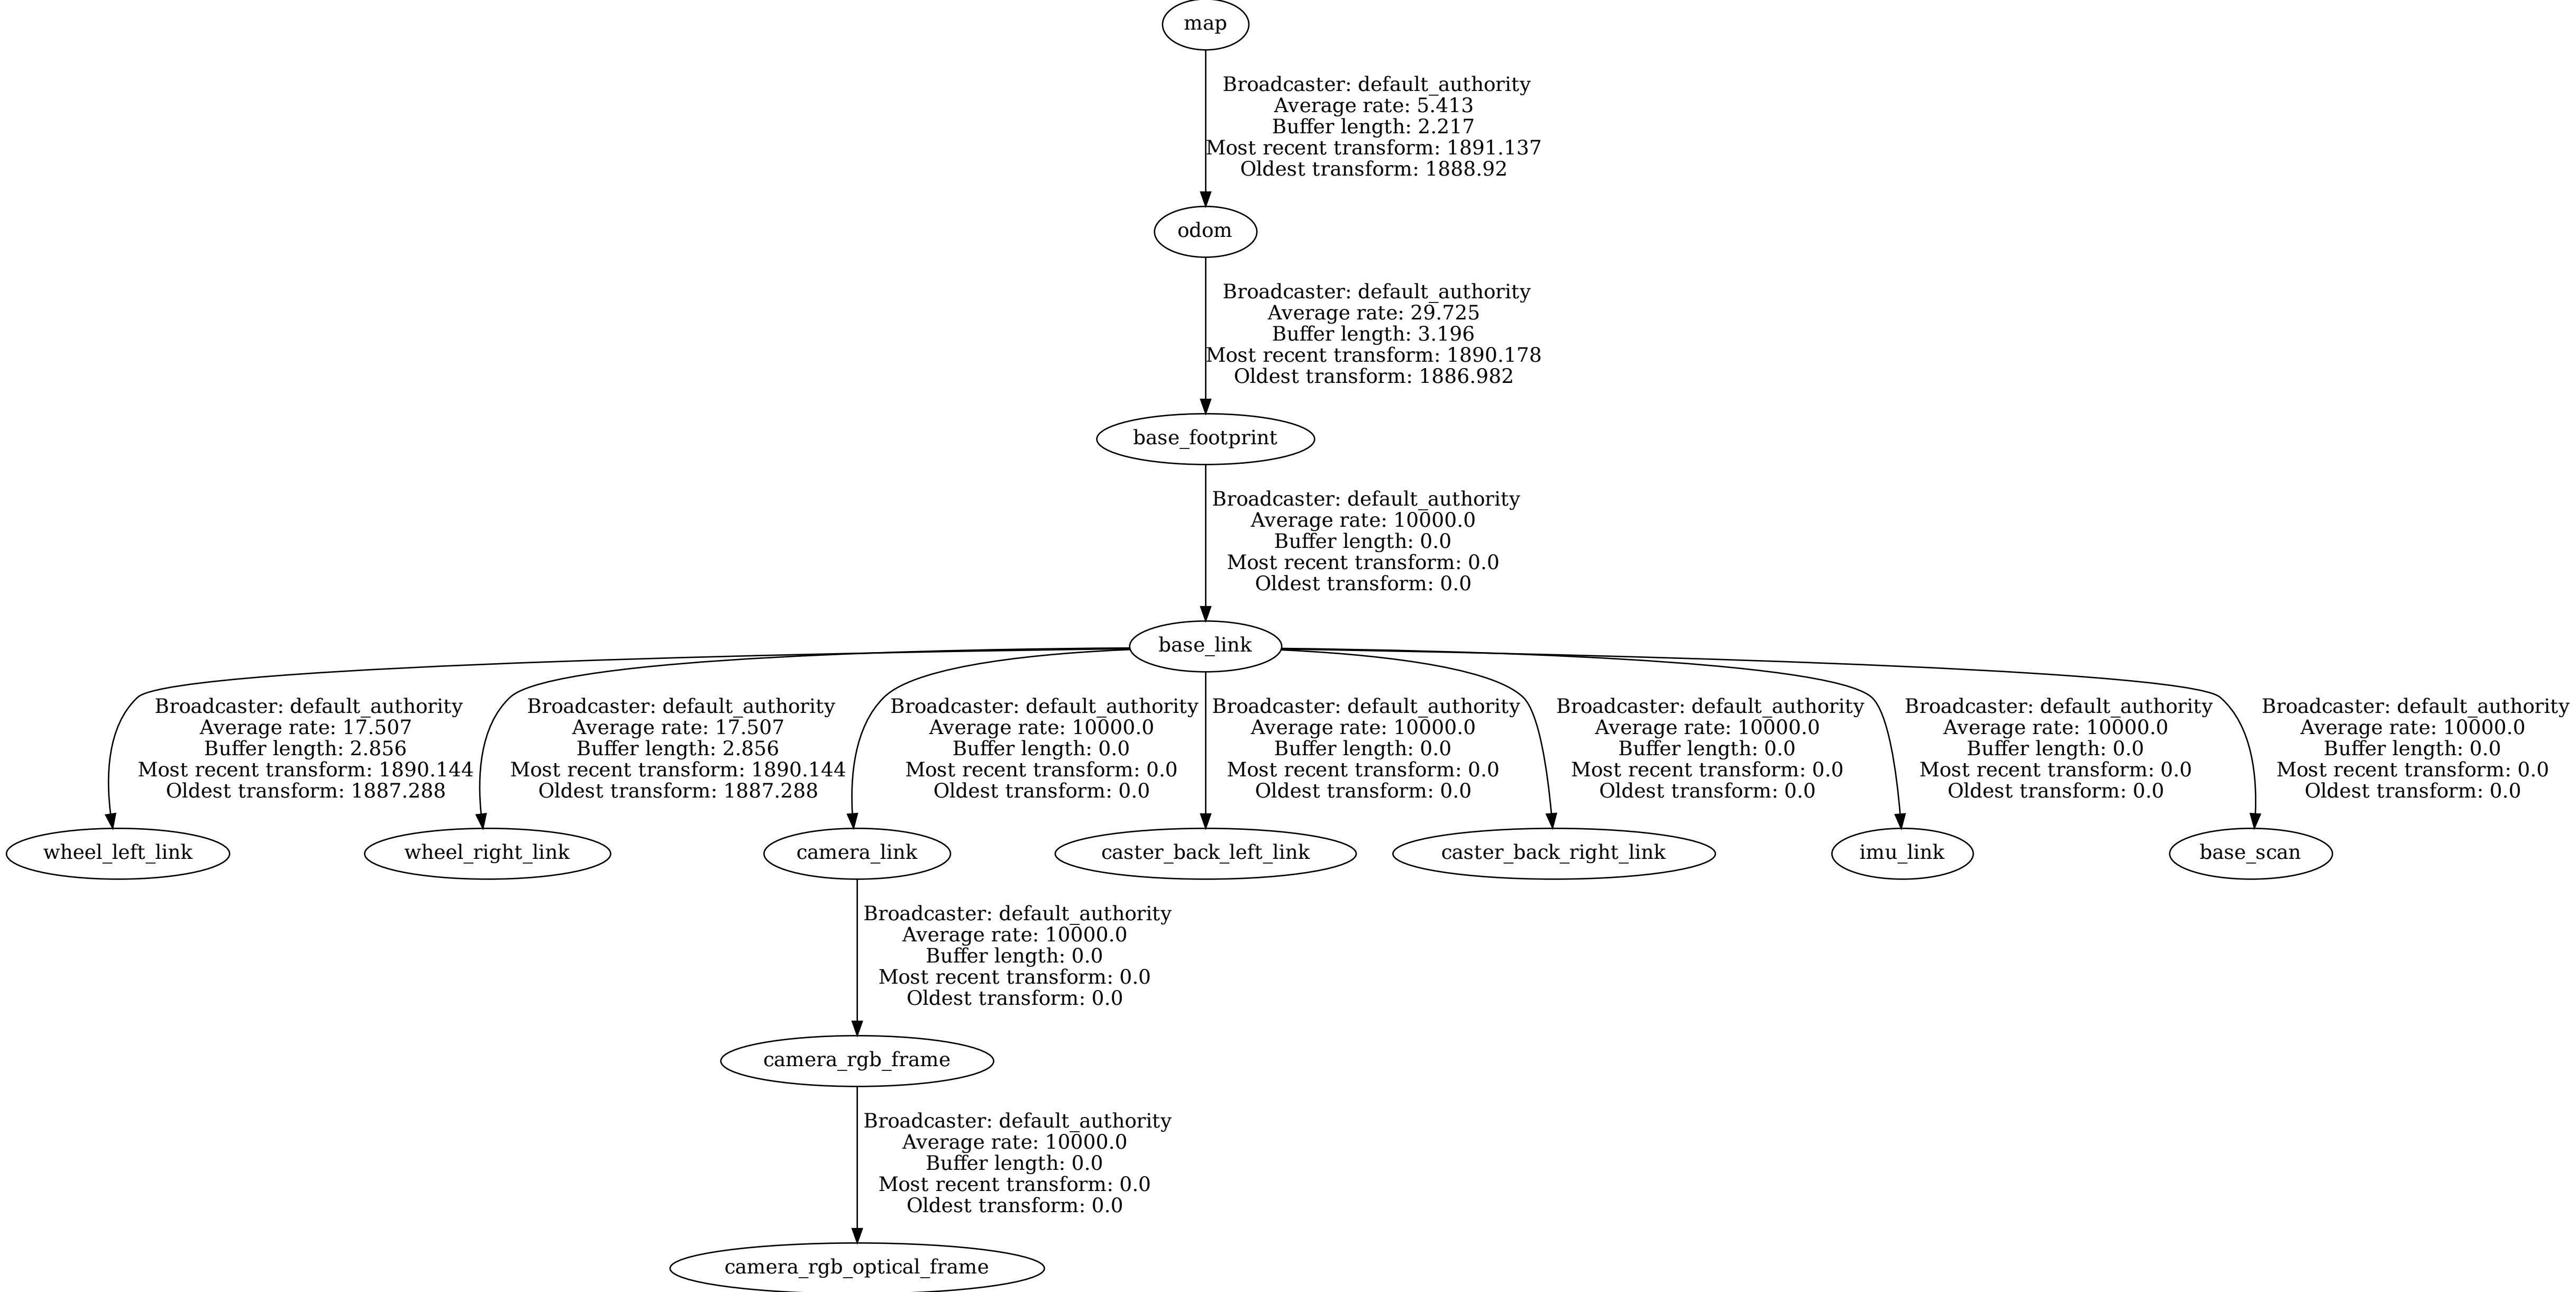 map
Broadcaster: default_authority
Average rate: 5.413
Buffer length: 2.217
Most recent transform: 1891.137
Oldest transform: 1888.92
odom
Broadcaster: default_authority
Average rate: 29.725
Buffer length: 3.196
Most recent transform: 1890.178
Oldest transform: 1886.982
base_footprint
Broadcaster: default_authority
Average rate: 10000.0
Buffer length: 0.0
Most recent transform: 0.0
Oldest transform: 0.0
base_link
Broadcaster: default_authority
Average rate: 17.507
Buffer length: 2.856
Most recent transform: 1890.144
Oldest transform: 1887.288
Broadcaster: default_authority
Average rate: 17.507
Buffer length: 2.856
Most recent transform: 1890.144
Oldest transform: 1887.288
Broadcaster: default_authority
Average rate: 10000.0
Buffer length: 0.0
Most recent transform: 0.0
Oldest transform: 0.0
Broadcaster: default_authority
Average rate: 10000.0
Buffer length: 0.0
Most recent transform: 0.0
Oldest transform: 0.0
Broadcaster: default_authority
Average rate: 10000.0
Buffer length: 0.0
Most recent transform: 0.0
Oldest transform: 0.0
Broadcaster: default_authority
Average rate: 10000.0
Buffer length: 0.0
Most recent transform: 0.0
Oldest transform: 0.0
Broadcaster: default_authority
Average rate: 10000.0
Buffer length: 0.0
Most recent transform: 0.0
Oldest transform: 0.0
wheel_left_link
wheel_right_link
camera_link
caster_back_left_link
caster_back_right_link
imu_link
base_scan
Broadcaster: default_authority
Average rate: 10000.0
Buffer length: 0.0
Most recent transform: 0.0
Oldest transform: 0.0
camera_rgb_frame
Broadcaster: default_authority
Average rate: 10000.0
Buffer length: 0.0
Most recent transform: 0.0
Oldest transform: 0.0
camera_rgb_optical_frame